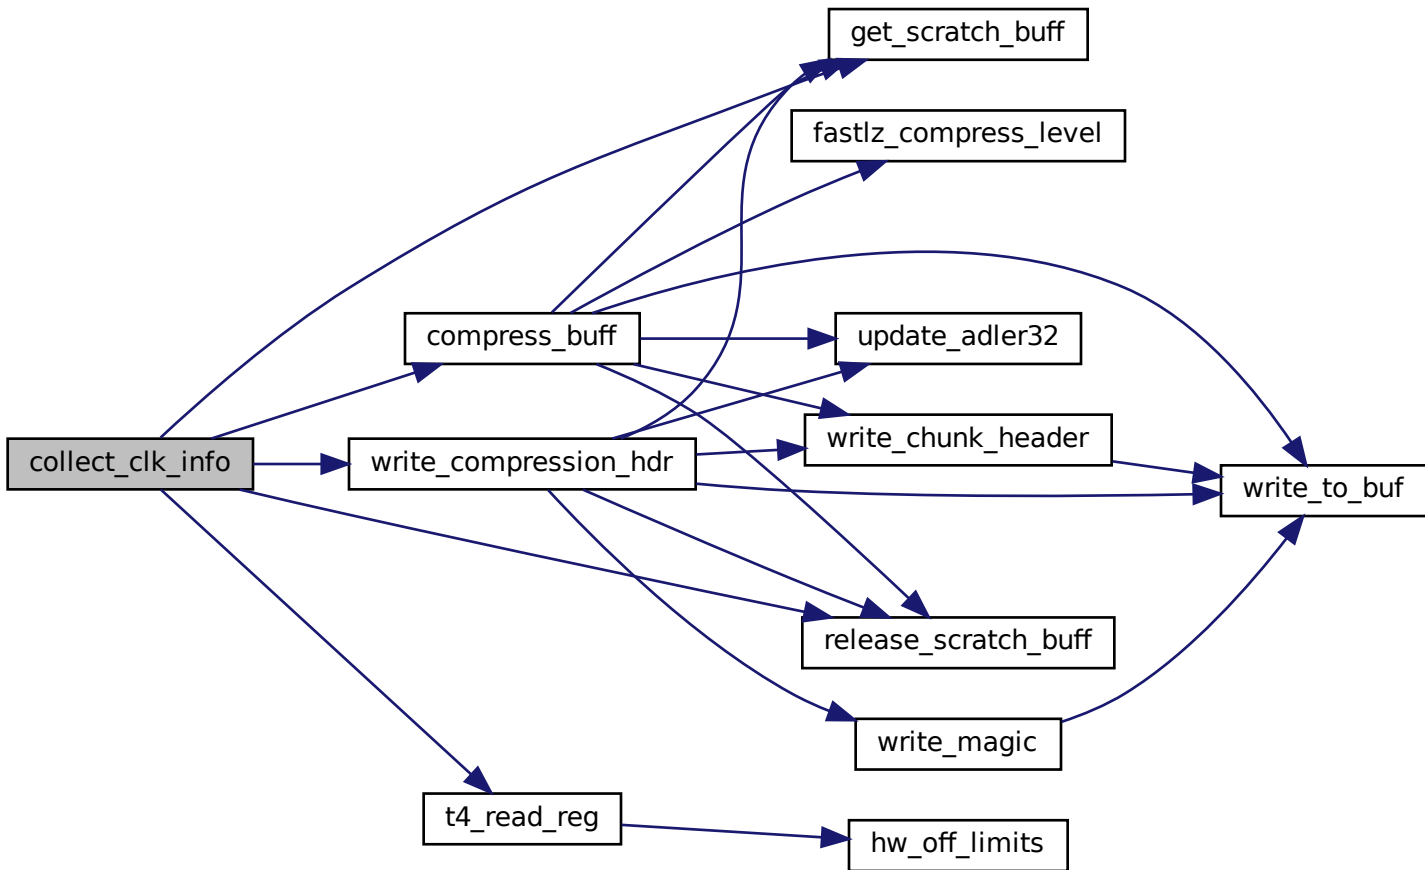 get_scratch_buff
fastlz_compress_level
compress_buff
update_adler32
write_chunk_header
collect_clk_info
write_compression_hdr
write_to_buf
release_scratch_buff
write_magic
t4_read_reg
hw_off_limits